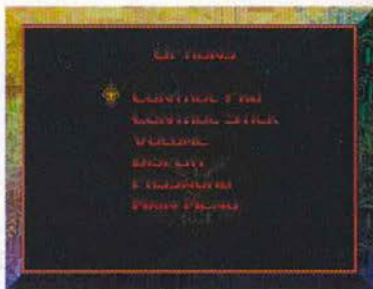 OPTIONS
CONTROL PAD
CONTROL STICK
VOLUME
DISPLAY
PASSWORD
MAIN MENU